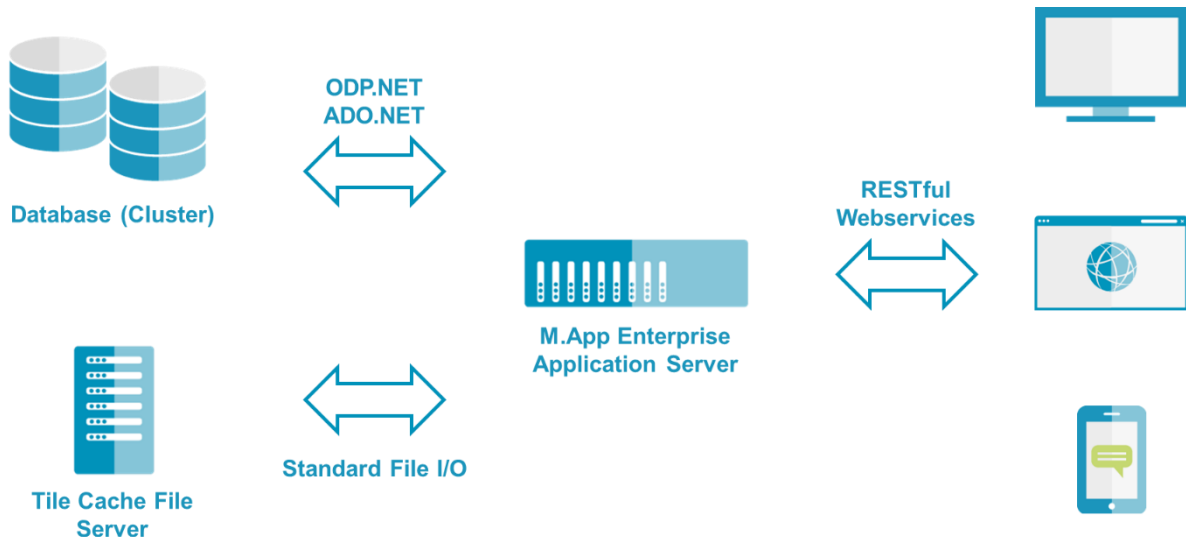 ODP.NET
ADO.NET
Database (Cluster)
RESTful
Webservices
M.App Enterprise
Application Server
Standard File I/O
Tile Cache File
Server